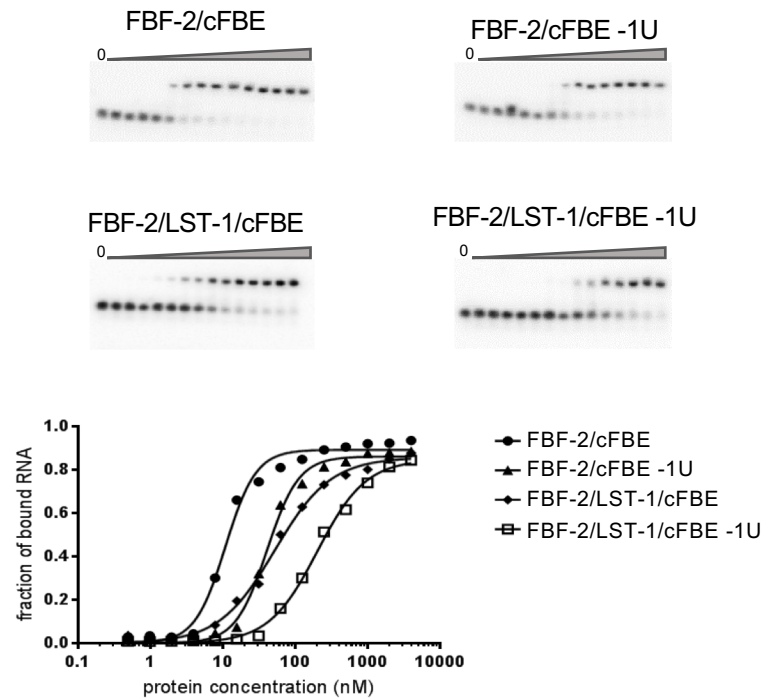 FBF-2/cFBE
FBF-2/cFBE -1U
0
0
FBF-2/LST-1/cFBE
FBF-2/LST-1/cFBE -1U
0
0
fraction of bound RNA
1.0
0.8
0.6
0.4
0.2
0.0
0.1
1
10
100
1000
10000
protein concentration (nM)
FBF-2/cFBE
FBF-2/cFBE -1U
FBF-2/LST-1/cFBE
FBF-2/LST-1/cFBE -1U